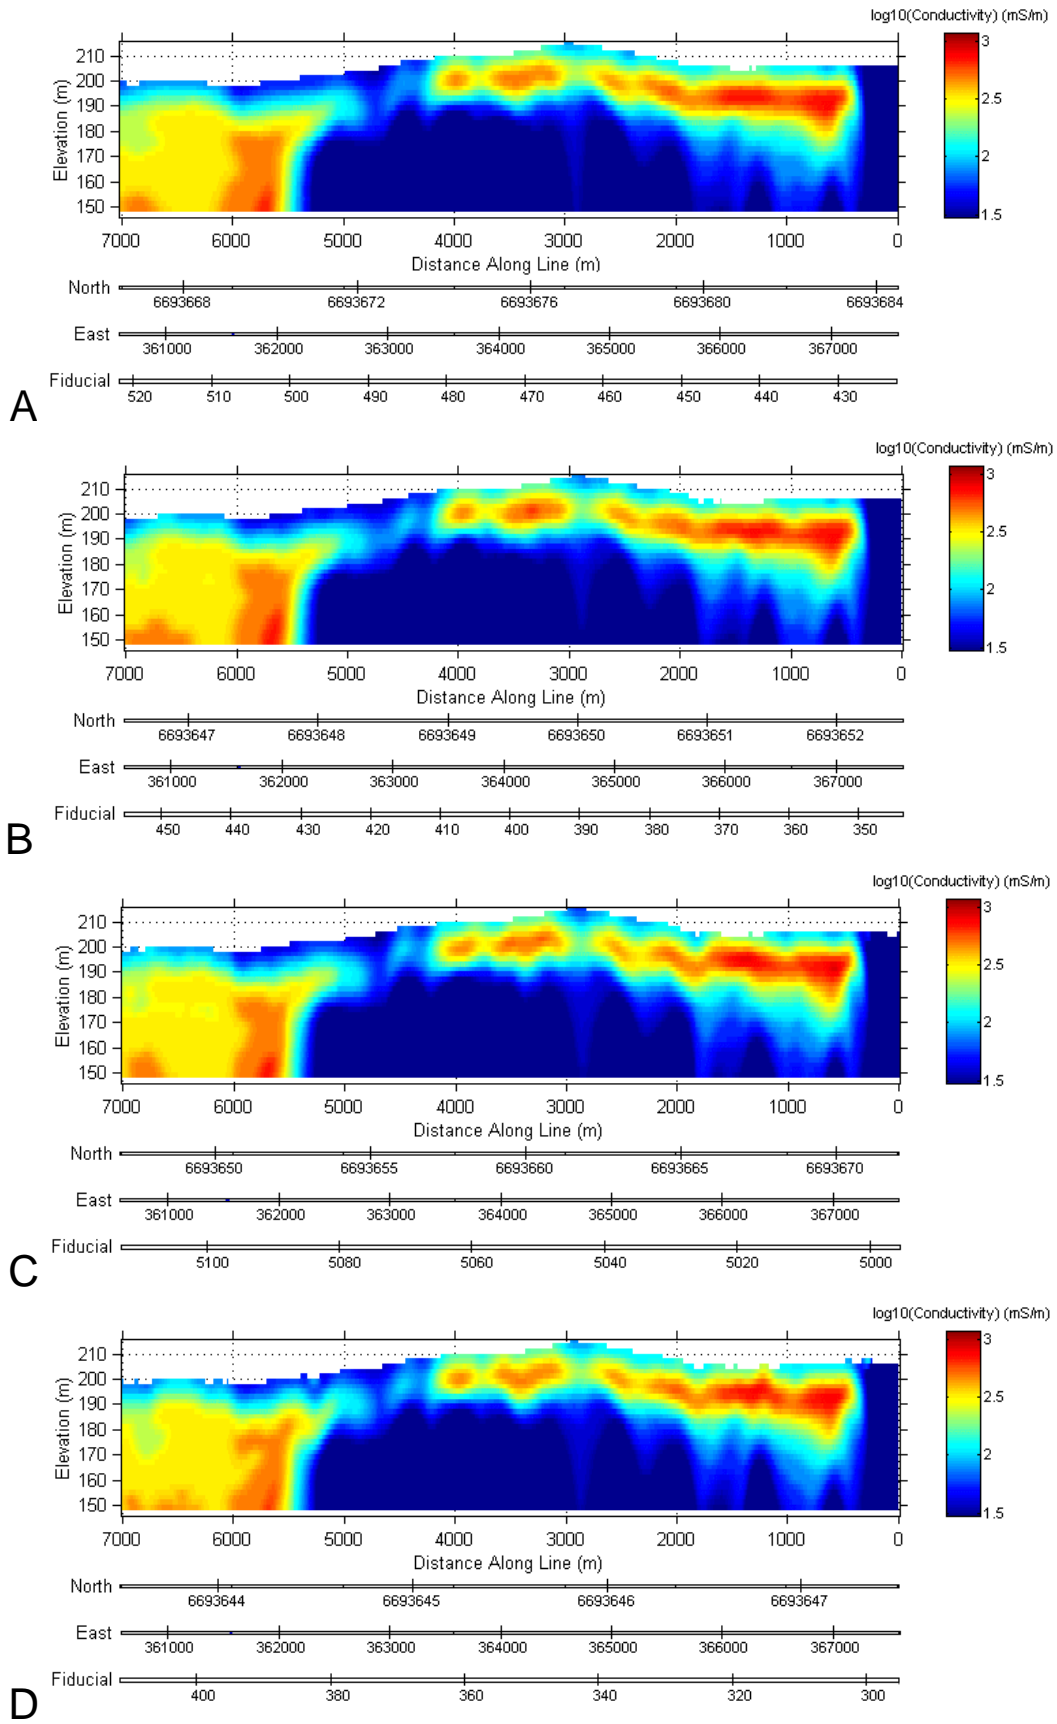 log10(Conductivity) (mS/m)
210
200
190
180
170
160
150
Elevation (m)
3
2.5
2
1.5
7000 6000 5000 4000 3000 2000 1000 0
Distance Along Line (m)
North
6693668 6693672 6693676 6693680 6693684
East
361000 362000 363000 364000 365000 366000 367000
Fiducial
520 510 500 490 480 470 460 450 440 430
A
log10(Conductivity) (mS/m)
210
200
190
180
170
160
150
Elevation (m)
3
2.5
2
1.5
7000 6000 5000 4000 3000 2000 1000 0
Distance Along Line (m)
North
6693647 6693648 6693649 6693650 6693651 6693652
East
361000 362000 363000 364000 365000 366000 367000
Fiducial
450 440 430 420 410 400 390 380 370 360 350
B
log10(Conductivity) (mS/m)
210
200
190
180
170
160
150
Elevation (m)
3
2.5
2
1.5
7000 6000 5000 4000 3000 2000 1000 0
Distance Along Line (m)
North
6693650 6693655 6693660 6693665 6693670
East
361000 362000 363000 364000 365000 366000 367000
Fiducial
5100 5080 5060 5040 5020 5000
C
log10(Conductivity) (mS/m)
210
200
190
180
170
160
150
Elevation (m)
3
2.5
2
1.5
7000 6000 5000 4000 3000 2000 1000 0
Distance Along Line (m)
North
6693644 6693645 6693646 6693647
East
361000 362000 363000 364000 365000 366000 367000
Fiducial
400 380 360 340 320 300
D